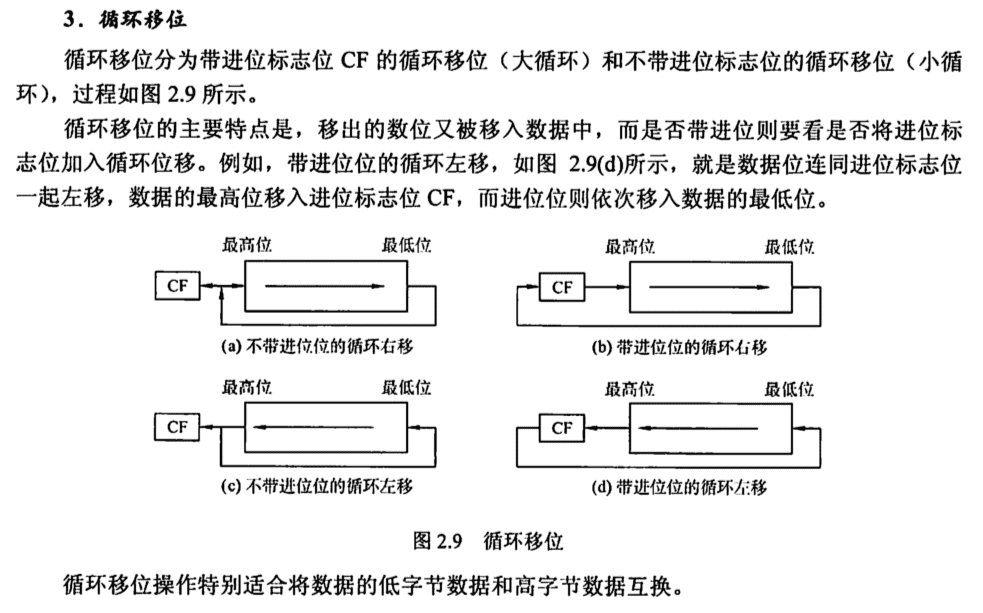 3．循环移位
循环移位分为带进位标志位 CF 的循环移位（大循环）和不带进位标志位的循环移位（小循
环），过程如图 2.9 所示。
循环移位的主要特点是，移出的数位又被移入数据中，而是否带进位则要看是否将进位标
志位加入循环位移。例如，带进位位的循环左移，如图 2.9(d)所示，就是数据位连同进位标志位
一起左移，数据的最高位移入进位标志位 CF，而进位位则依次移入数据的最低位。
最高位 最低位 最高位 最低位
CF CF
(a) 不带进位位的循环右移 (b) 带进位位的循环右移
最高位 最低位 最高位 最低位
CF CF
(c) 不带进位位的循环左移 (d) 带进位位的循环左移
图 2.9 循环移位
循环移位操作特别适合将数据的低字节数据和高字节数据互换。